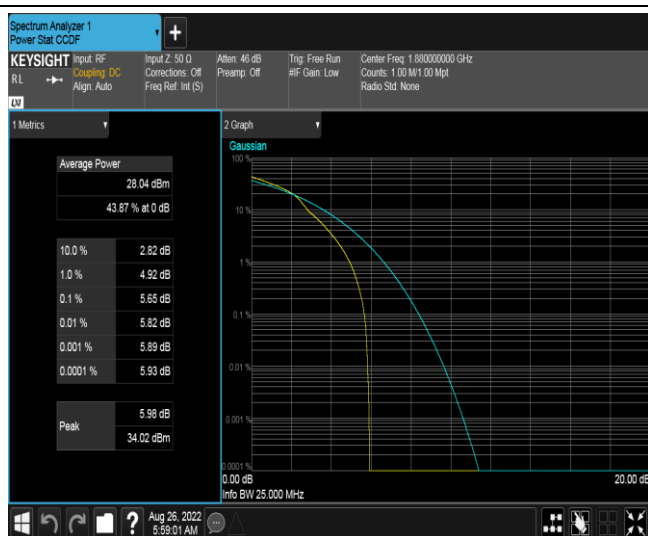 Spectrum Analyzer 1
Power Stat CCDF
+
KEYSIGHT
RL
LXI
Input: RF
Coupling: DC
Align: Auto
Input Z: 50 Ω
Corrections: Off
Freq Ref: Int (S)
Atten: 46 dB
Preamp: Off
Trig: Free Run
#IF Gain: Low
Center Freq: 1.880000000 GHz
Counts: 1.00 M/1.00 Mpt
Radio Std: None
1 Metrics
Average Power
28.04 dBm
43.87 % at 0 dB
10.0 % 2.82 dB
1.0 % 4.92 dB
0.1 % 5.65 dB
0.01 % 5.82 dB
0.001 % 5.89 dB
0.0001 % 5.93 dB
Peak
5.98 dB
34.02 dBm
2 Graph
Gaussian
100 %
10 %
1 %
0.1 %
0.01 %
0.001 %
0.0001 %
0.00 dB 20.00 dB
Info BW 25.000 MHz
?
Aug 26, 2022
5:59:01 AM